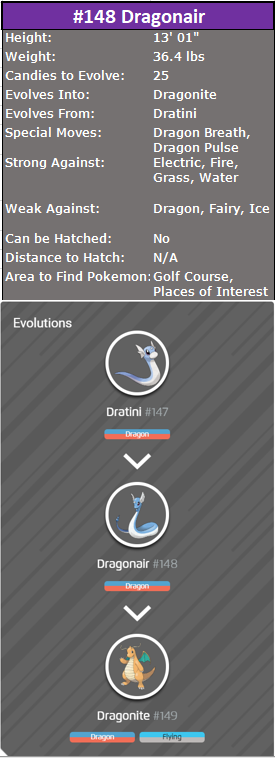 #148 Dragonair
Height: 13' 01"
Weight: 36.4 lbs
Candies to Evolve: 25
Evolves Into: Dragonite
Evolves From: Dratini
Special Moves: Dragon Breath,
Dragon Pulse
Strong Against: Electric, Fire,
Grass, Water
Weak Against: Dragon, Fairy, Ice
Can be Hatched: No
Distance to Hatch: N/A
Area to Find Pokemon: Golf Course,
Places of Interest
Evolutions
Dratini #147
Dragon
Dragonair #148
Dragon
Dragonite #149
Dragon Flying